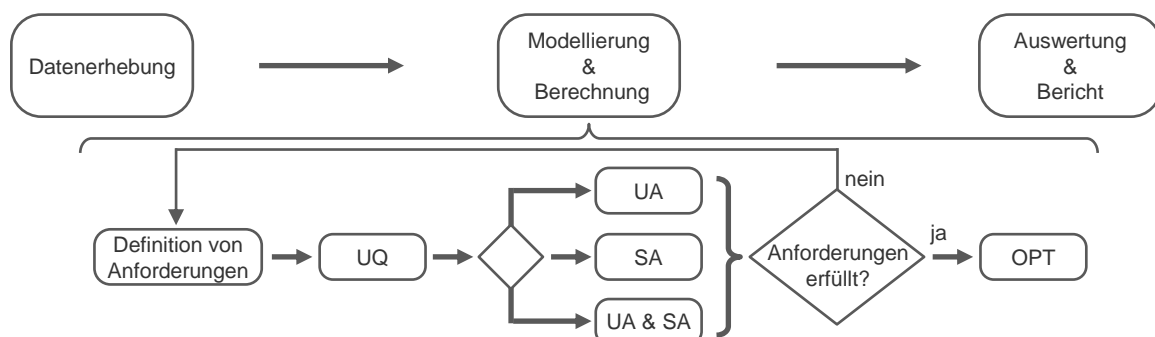 Datenerhebung
Modellierung
&
Berechnung
Auswertung
&
Bericht
nein
UA
Definition von
Anforderungen
UQ
SA
Anforderungen
erfüllt?
ja
OPT
UA & SA